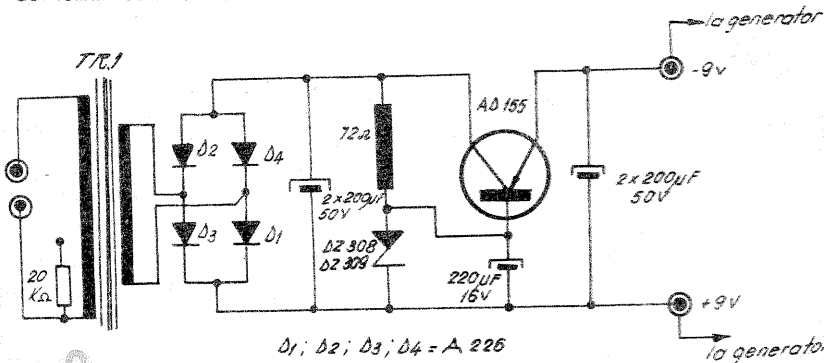 la generator
TR.1
-9v
AD 155
D2
D4
72Ω
2x200µF
50V
2x200µF
50V
D3
D1
DZ 308
DZ 309
20
KΩ
220µF
16V
+9v
D1; D2; D3; D4 = A 226
la generator